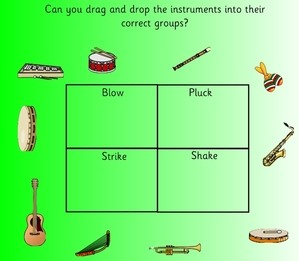 Can you drag and drop the instruments into their
correct groups?
Blow
Pluck
Strike
Shake